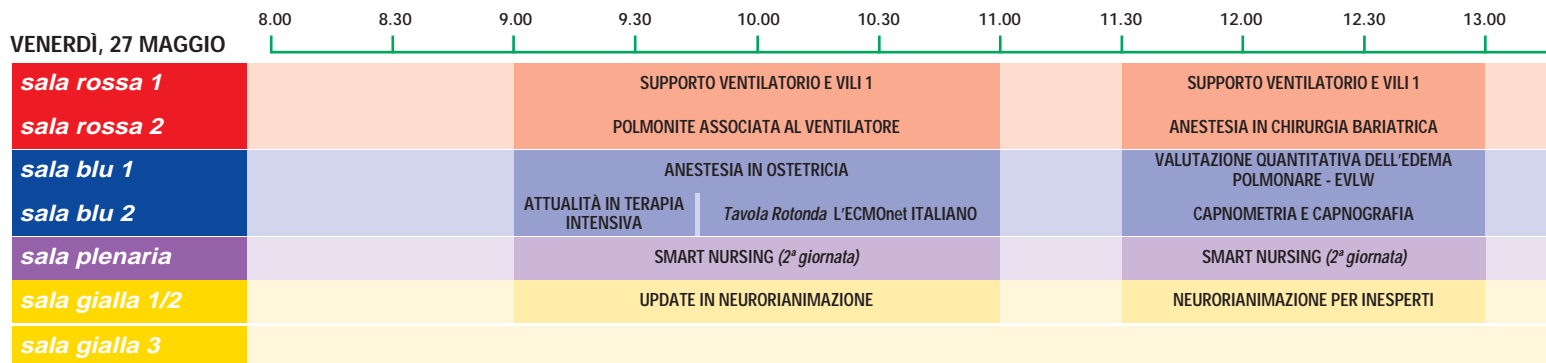 8.00 8.30 9.00 9.30 10.00 10.30 11.00 11.30 12.00 12.30 13.00
VENERDÌ, 27 MAGGIO
sala rossa 1 SUPPORTO VENTILATORIO E VILI 1 SUPPORTO VENTILATORIO E VILI 1
sala rossa 2 POLMONITE ASSOCIATA AL VENTILATORE ANESTESIA IN CHIRURGIA BARIATRICA
sala blu 1 ANESTESIA IN OSTETRICIA VALUTAZIONE QUANTITATIVA DELL'EDEMA
POLMONARE - EVLW
sala blu 2 ATTUALITÀ IN TERAPIA
INTENSIVA Tavola Rotonda L'ECMOnet ITALIANO CAPNOMETRIA E CAPNOGRAFIA
sala plenaria SMART NURSING (2ª giornata) SMART NURSING (2ª giornata)
sala gialla 1/2 UPDATE IN NEURORIANIMAZIONE NEURORIANIMAZIONE PER INESPERTI
sala gialla 3